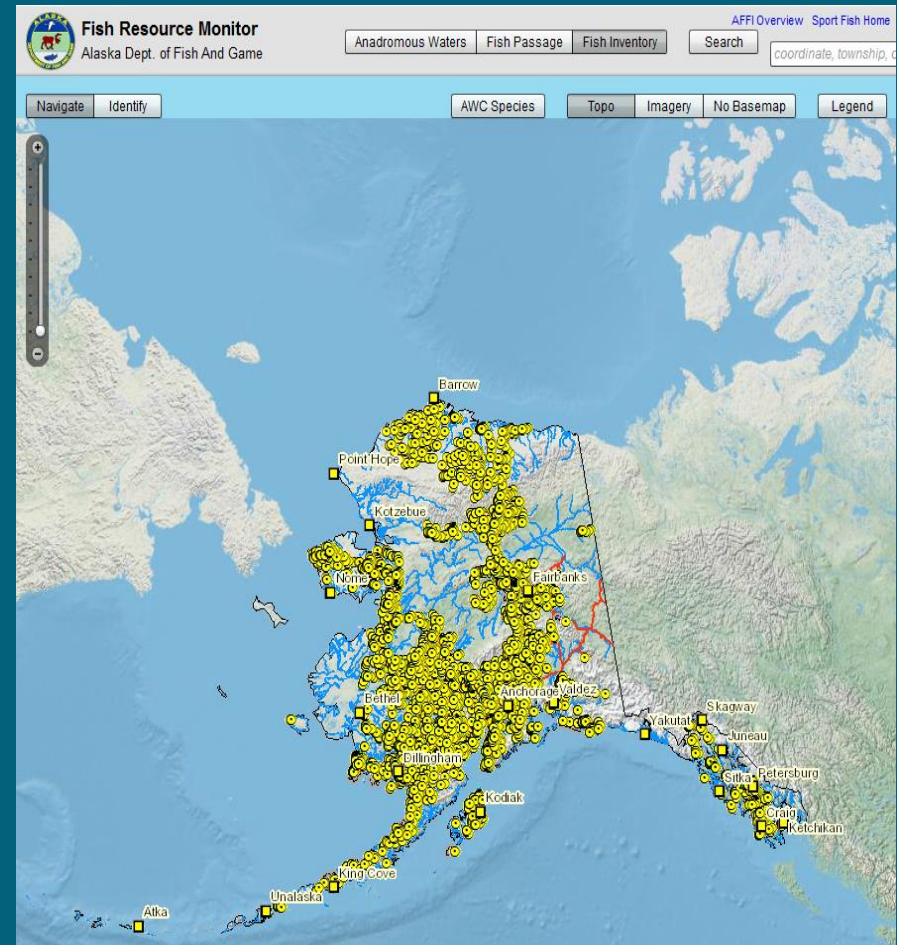 AFFI Overview Sport Fish Home
Fish Resource Monitor
Alaska Dept. of Fish And Game
Anadromous Waters Fish Passage Fish Inventory Search
coordinate, township, c
Navigate Identify AWC Species Topo Imagery No Basemap Legend
Barrow
Point Hope
Kotzebue
Nome
Fairbanks
Bethel
Anchorage
Valdez
Skagway
Yakutat
Juneau
Dillingham
Petersburg
Sitka
Kodiak
Craig
Ketchikan
King Cove
Unalaska
Atka